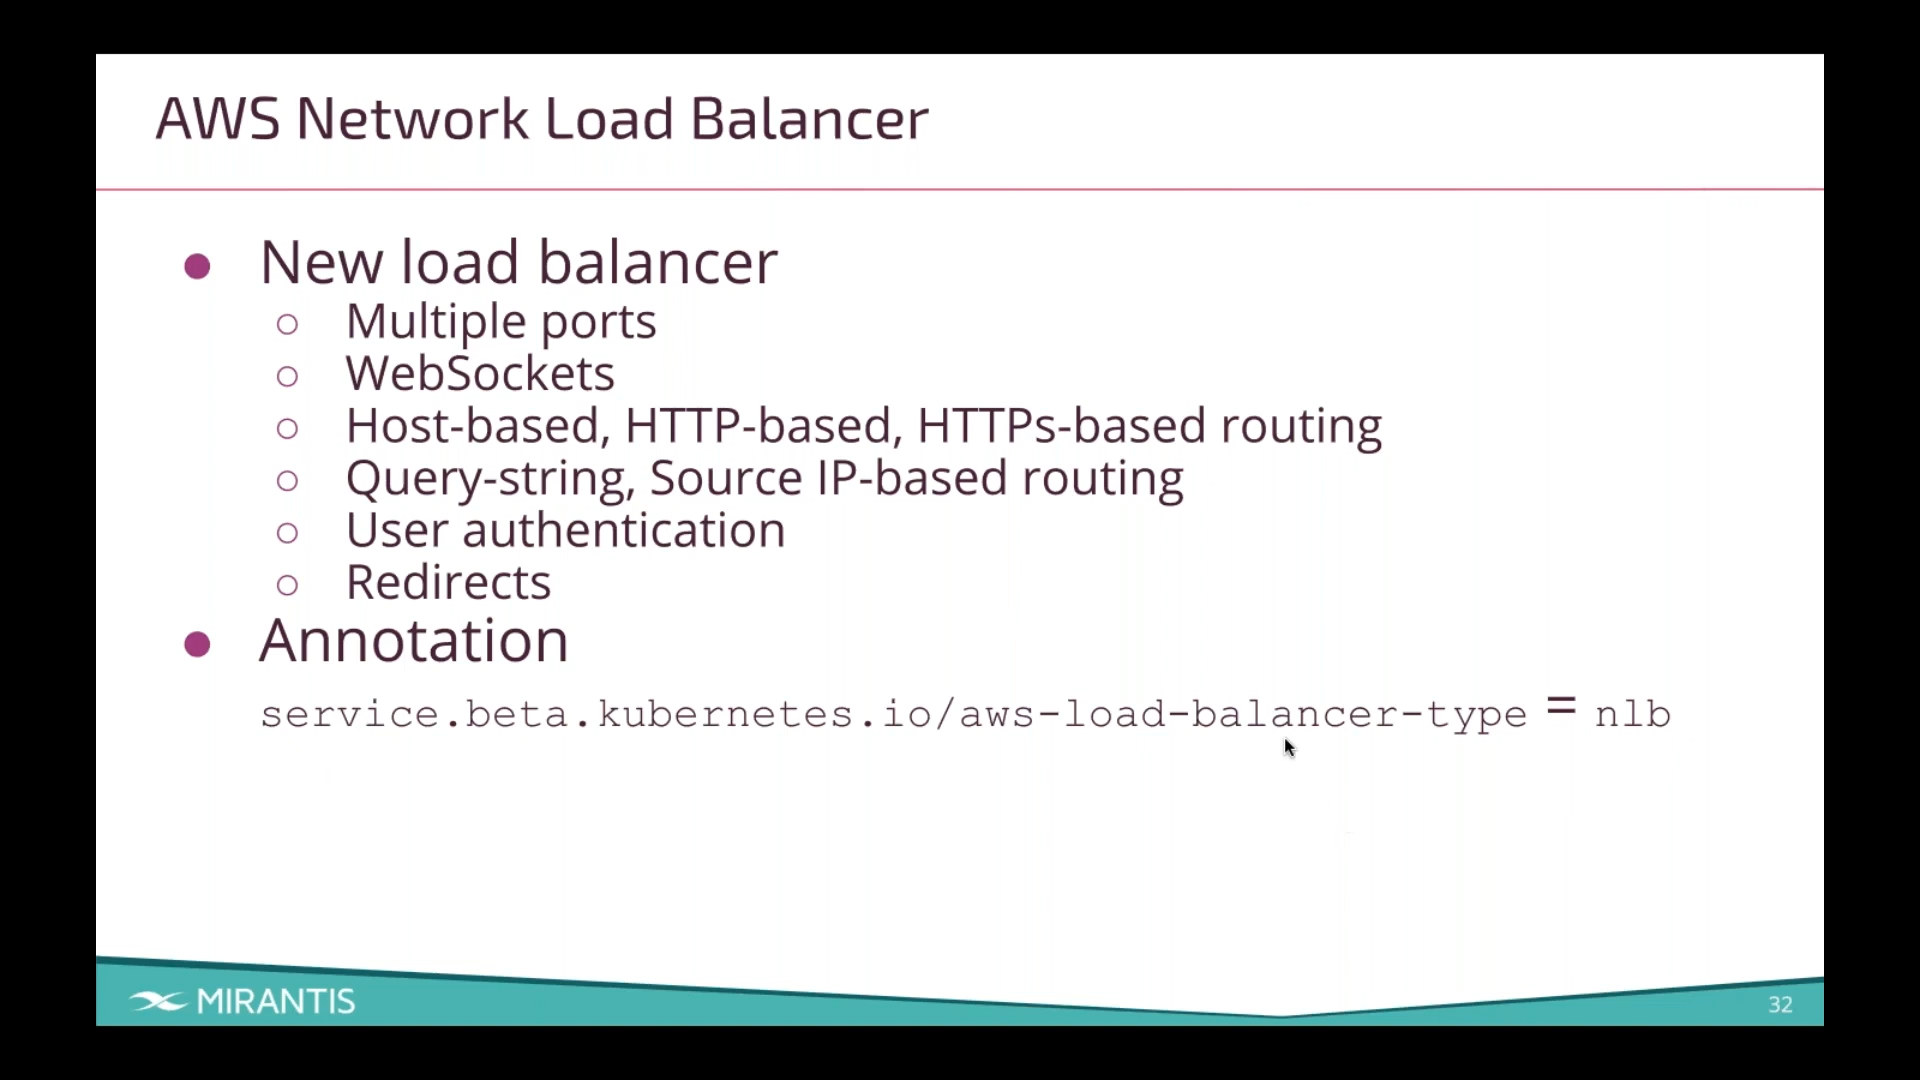 AWS Network Load Balancer
● New load balancer
○ Multiple ports
○ WebSockets
○ Host-based, HTTP-based, HTTPs-based routing
○ Query-string, Source IP-based routing
○ User authentication
○ Redirects
● Annotation
service.beta.kubernetes.io/aws-load-balancer-type = nlb
MIRANTIS
32